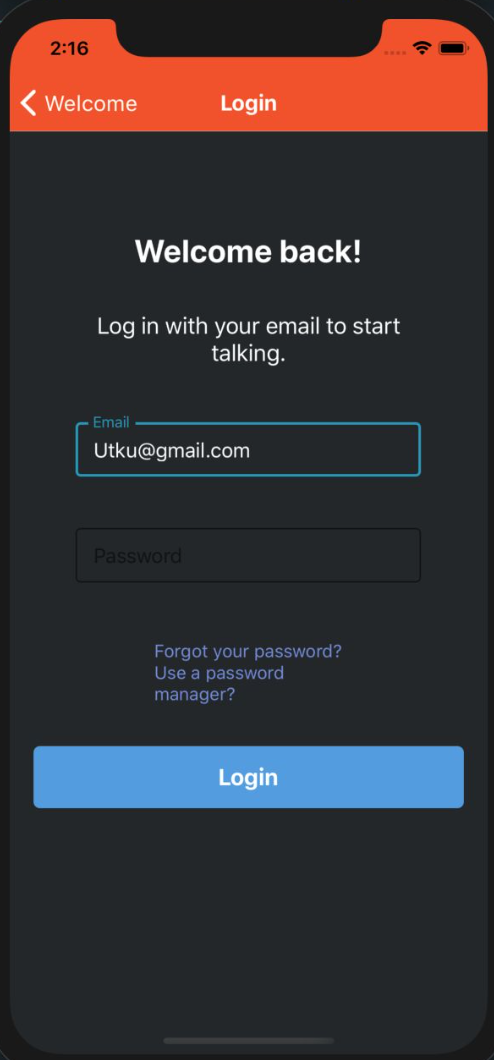 2:16
Welcome
Login
Welcome back!
Log in with your email to start
talking.
Email
Utku@gmail.com
Password
Forgot your password?
Use a password
manager?
Login